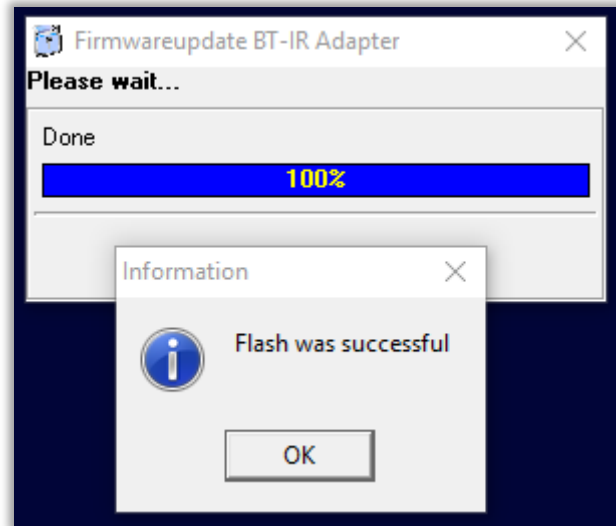 Firmwareupdate BT-IR Adapter
Please wait...
Done
100%
Information
Flash was successful
OK